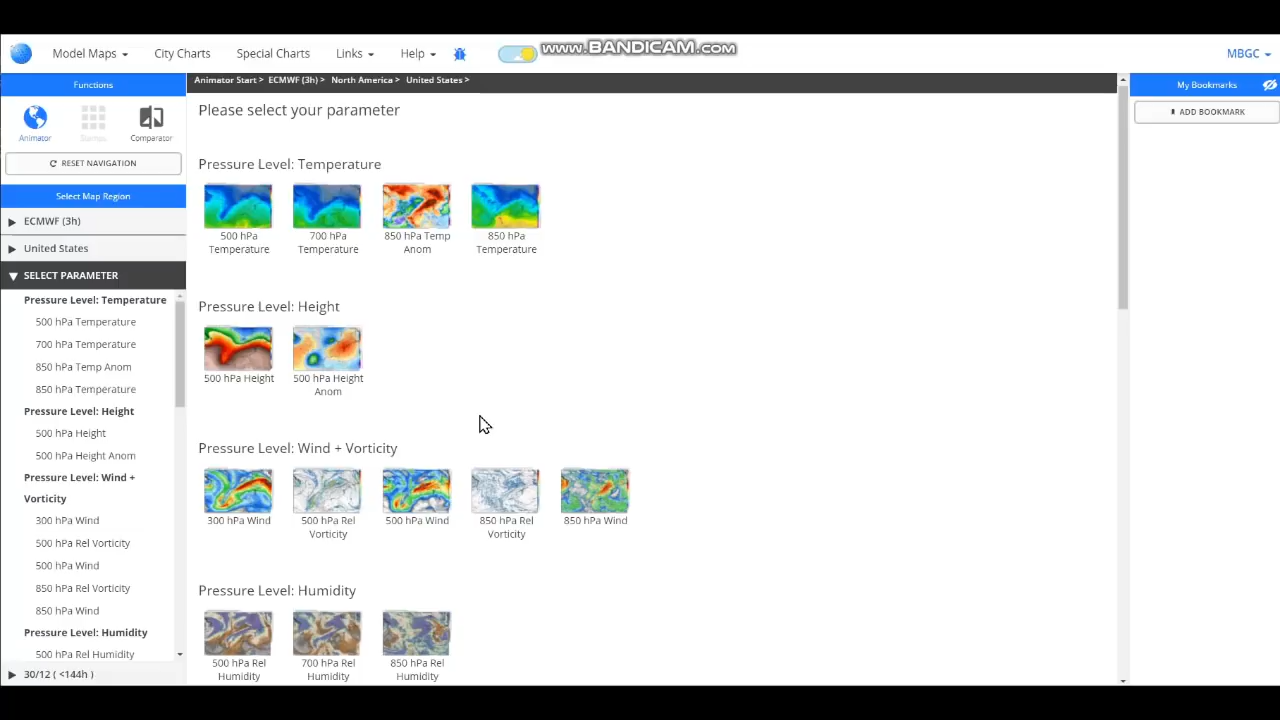 www.BANDICAM.com
Model Maps
City Charts
Special Charts
Links
Help
MBGC
Functions
Animator
Stamps
Comparator
RESET NAVIGATION
Select Map Region
ECMWF (3h)
United States
SELECT PARAMETER
Pressure Level: Temperature
500 hPa Temperature
700 hPa Temperature
850 hPa Temp Anom
850 hPa Temperature
Pressure Level: Height
500 hPa Height
500 hPa Height Anom
Pressure Level: Wind +
Vorticity
300 hPa Wind
500 hPa Rel Vorticity
500 hPa Wind
850 hPa Rel Vorticity
850 hPa Wind
Pressure Level: Humidity
500 hPa Rel Humidity
30/12 ( <144h )
Animator Start > ECMWF (3h) > North America > United States >
Please select your parameter
Pressure Level: Temperature
500 hPa
Temperature
700 hPa
Temperature
850 hPa Temp
Anom
850 hPa
Temperature
Pressure Level: Height
500 hPa Height
500 hPa Height
Anom
Pressure Level: Wind + Vorticity
300 hPa Wind
500 hPa Rel
Vorticity
500 hPa Wind
850 hPa Rel
Vorticity
850 hPa Wind
Pressure Level: Humidity
500 hPa Rel
Humidity
700 hPa Rel
Humidity
850 hPa Rel
Humidity
My Bookmarks
ADD BOOKMARK